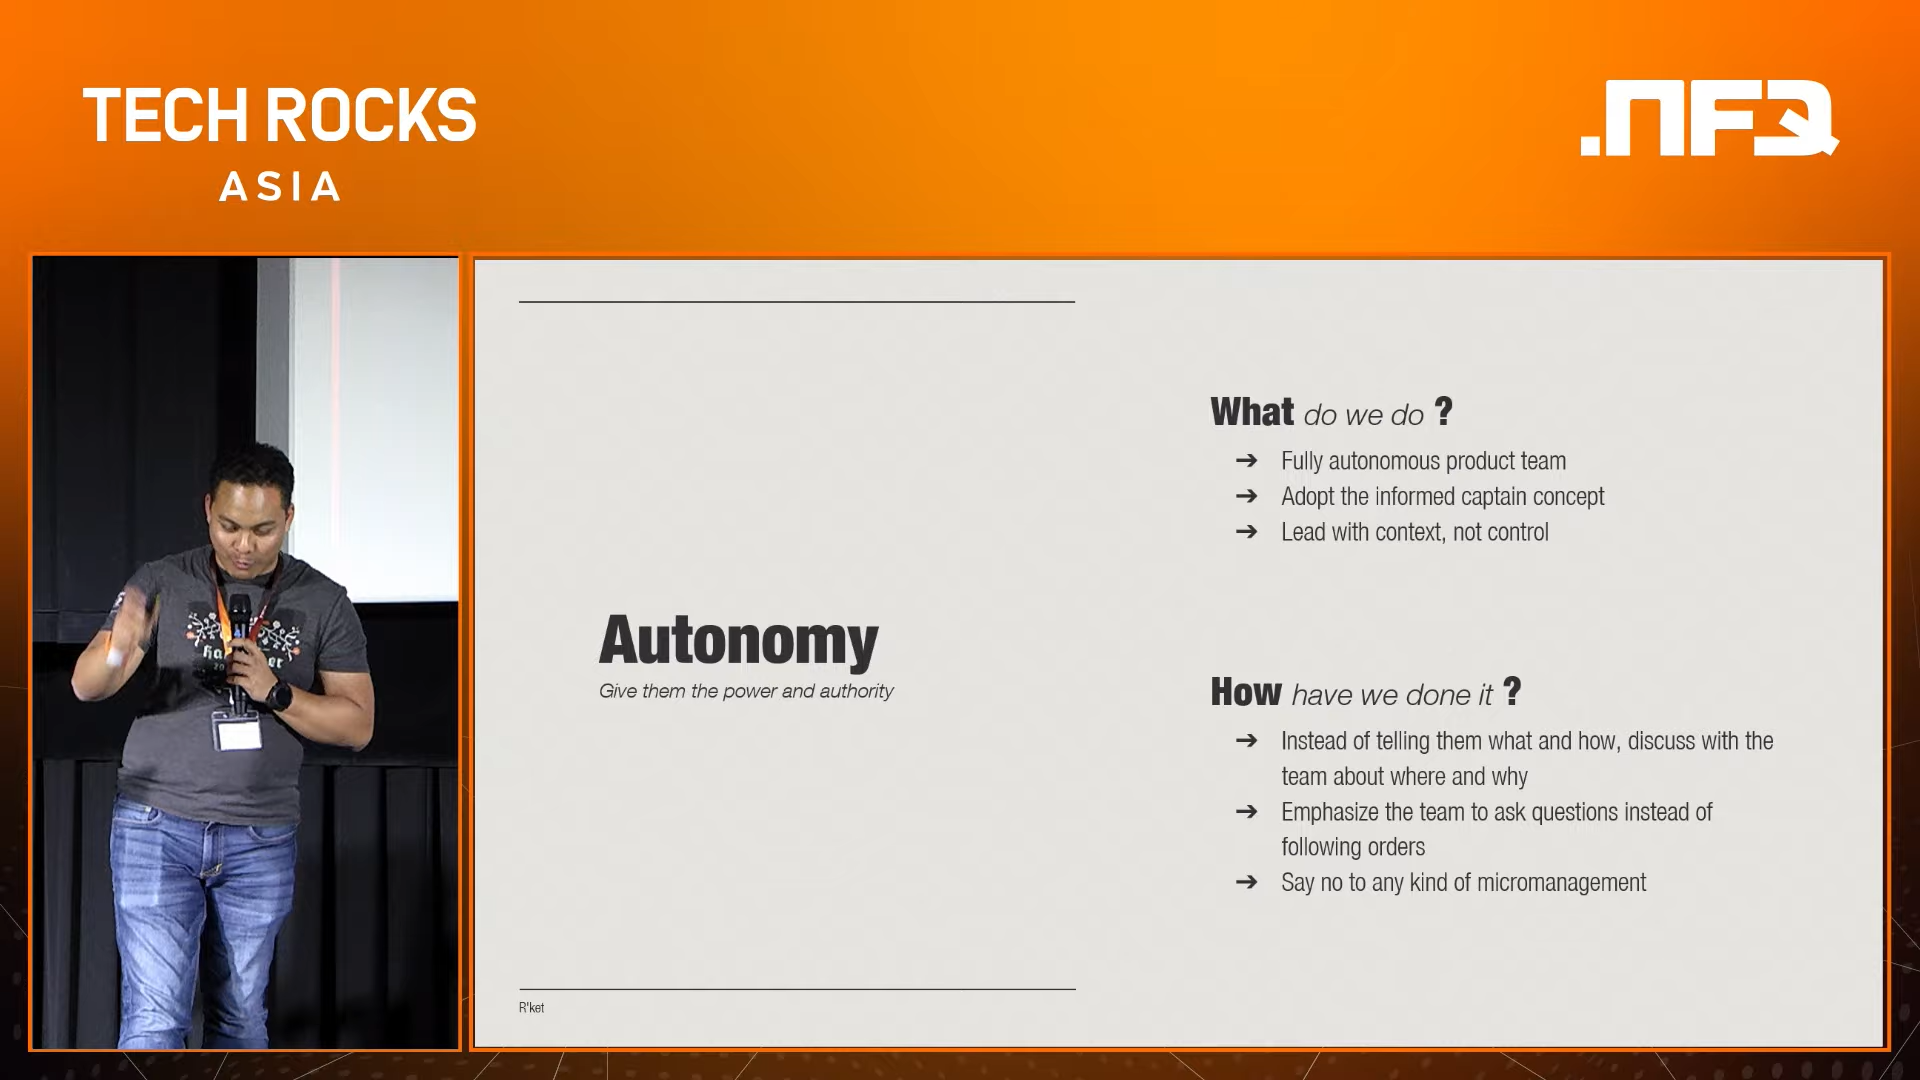 TECH ROCKS
ASIA
.NFQ
Autonomy
Give them the power and authority
R'ket
What do we do ?
➔ Fully autonomous product team
➔ Adopt the informed captain concept
➔ Lead with context, not control
How have we done it ?
➔ Instead of telling them what and how, discuss with the
team about where and why
➔ Emphasize the team to ask questions instead of
following orders
➔ Say no to any kind of micromanagement